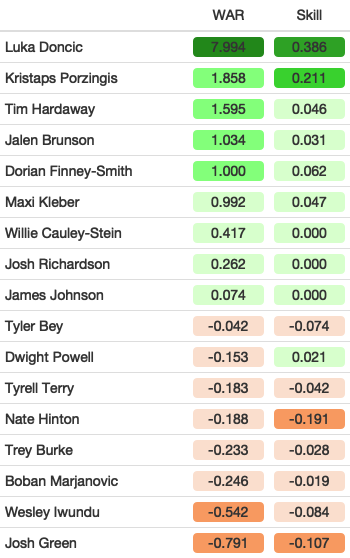 WAR Skill
Luka Doncic 7.994 0.386
Kristaps Porzingis 1.858 0.211
Tim Hardaway 1.595 0.046
Jalen Brunson 1.034 0.031
Dorian Finney-Smith 1.000 0.062
Maxi Kleber 0.992 0.047
Willie Cauley-Stein 0.417 0.000
Josh Richardson 0.262 0.000
James Johnson 0.074 0.000
Tyler Bey -0.042 -0.074
Dwight Powell -0.153 0.021
Tyrell Terry -0.183 -0.042
Nate Hinton -0.188 -0.191
Trey Burke -0.233 -0.028
Boban Marjanovic -0.246 -0.019
Wesley Iwundu -0.542 -0.084
Josh Green -0.791 -0.107